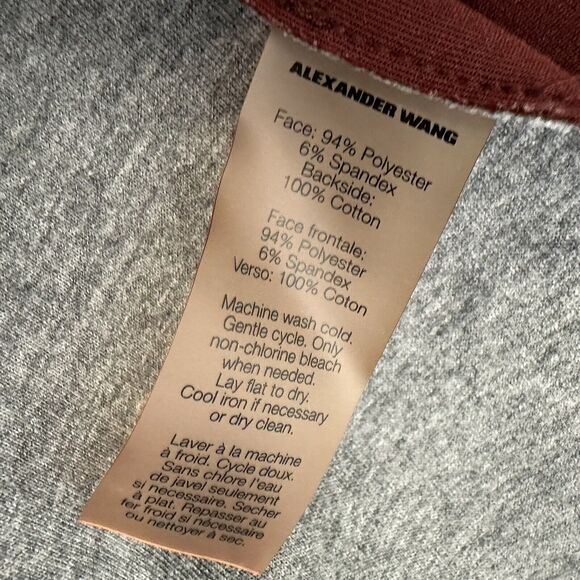 ALEXANDER WANG
Face: 94% Polyester
6% Spandex
Backside:
100% Cotton
Face frontale:
94% Polyester
6% Spandex
Verso: 100% Coton
Machine wash cold.
Gentle cycle. Only
non-chlorine bleach
when needed.
Lay flat to dry.
Cool iron if necessary
or dry clean.
Laver à la machine
à froid. Cycle doux.
Sans chlore l'eau
de javel seulement
si necessaire. Secher
à plat. Repasser au
fer froid si nécessaire
ou nettoyer à sec.